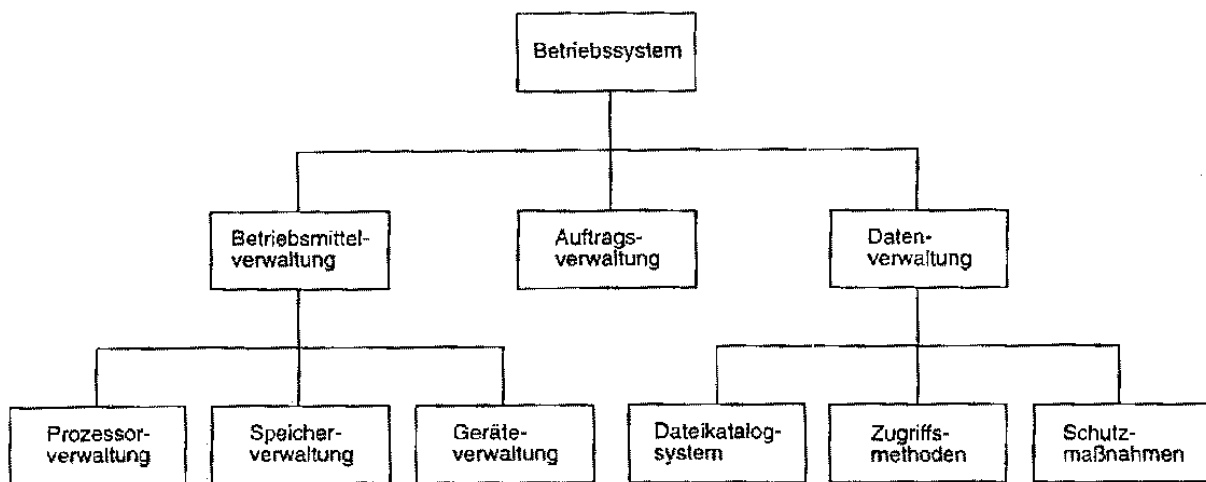 Betriebssystem
Betriebsmittel-
verwaltung
Auftrags-
verwaltung
Daten-
verwaltung
Prozessor-
verwaltung
Speicher-
verwaltung
Geräte-
verwaltung
Dateikatalog-
system
Zugriffs-
methoden
Schutz-
maßnahmen